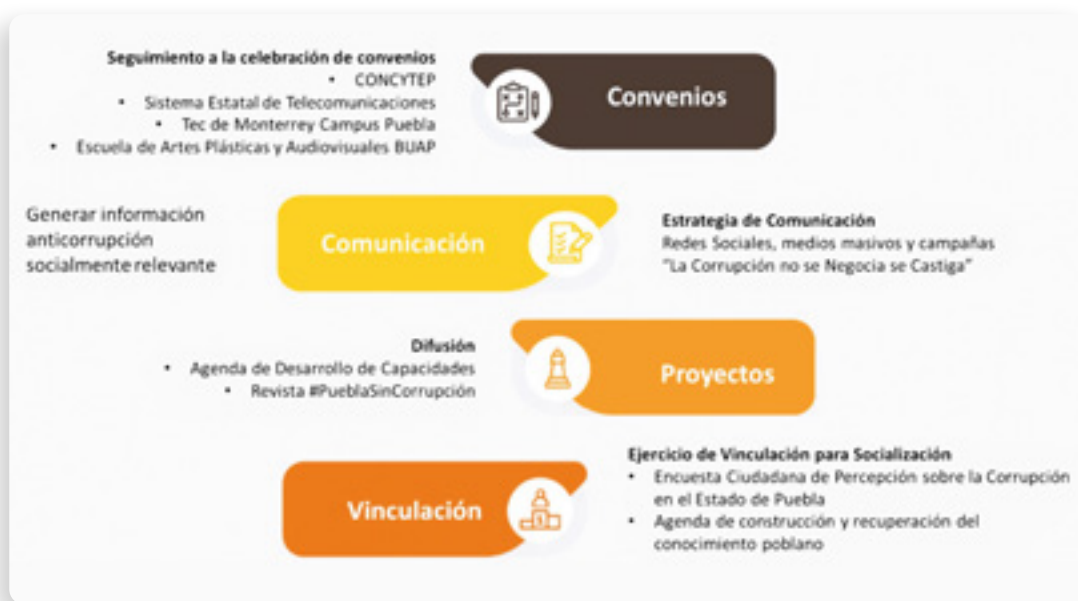 Seguimiento a la celebración de convenios
• CONCYTEP
• Sistema Estatal de Telecomunicaciones
• Tec de Monterrey Campus Puebla
• Escuela de Artes Plásticas y Audiovisuales BUAP
Convenios
Generar información
anticorrupción
socialmente relevante
Comunicación
Estrategia de Comunicación
Redes Sociales, medios masivos y campañas
“La Corrupción no se Negocia se Castiga”
Difusión
• Agenda de Desarrollo de Capacidades
• Revista #PueblaSinCorrupción
Proyectos
Vinculación
Ejercicio de Vinculación para Socialización
• Encuesta Ciudadana de Percepción sobre la Corrupción
en el Estado de Puebla
• Agenda de construcción y recuperación del
conocimiento poblano